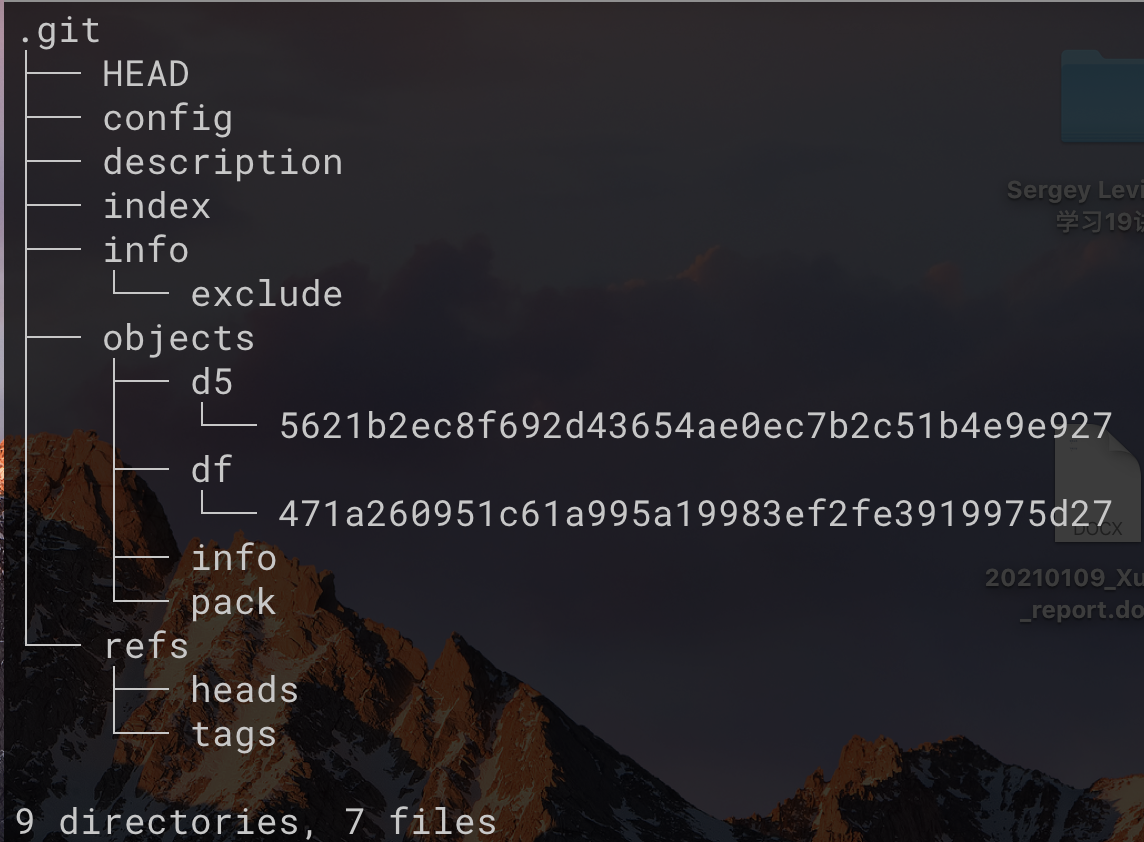 .git
├── HEAD
├── config
├── description
├── index
├── info
│   └── exclude
├── objects
│   ├── d5
│   │   └── 5621b2ec8f692d43654ae0ec7b2c51b4e9e927
│   ├── df
│   │   └── 471a260951c61a995a19983ef2fe3919975d27
│   ├── info
│   └── pack
└── refs
    ├── heads
    └── tags
9 directories, 7 files
Sergey Levi
学习19讲
DOCX
20210109_Xu
_report.do